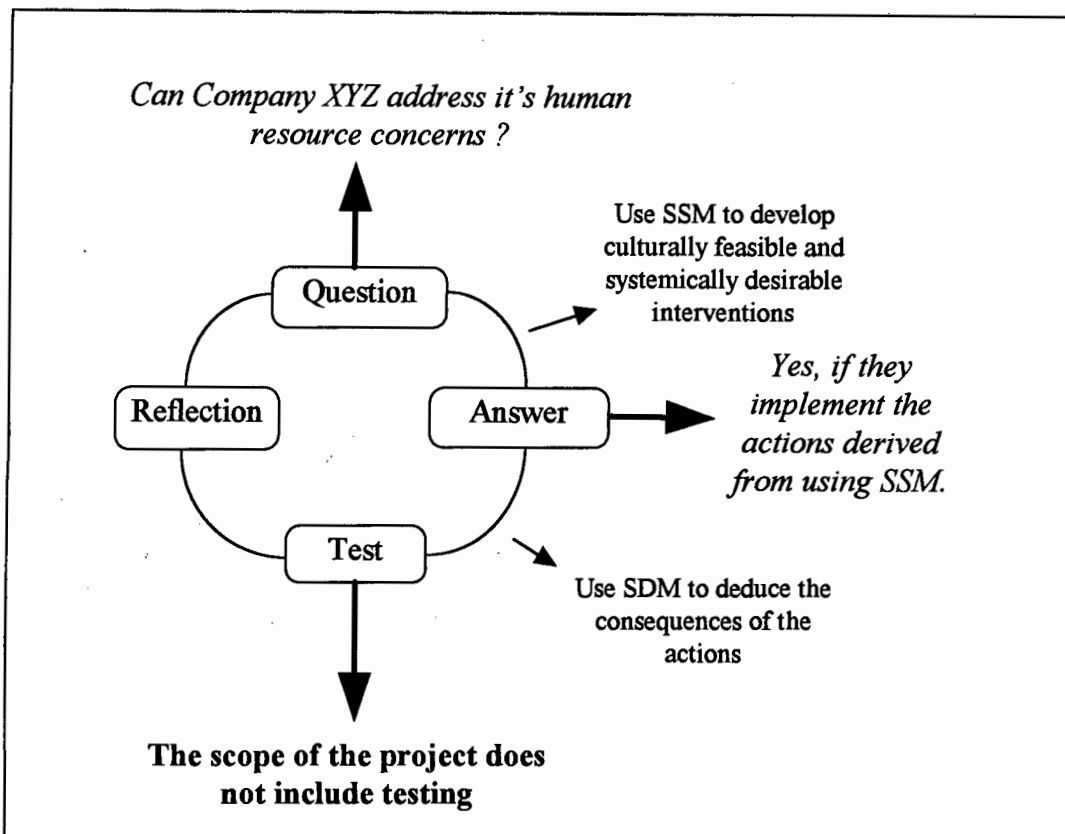 Can Company XYZ address it's human
resource concerns ?
Use SSM to develop
culturally feasible and
systemically desirable
interventions
Question
Yes, if they
implement the
actions derived
from using SSM.
Reflection
Answer
Test
Use SDM to deduce the
consequences of the
actions
The scope of the project does
not include testing